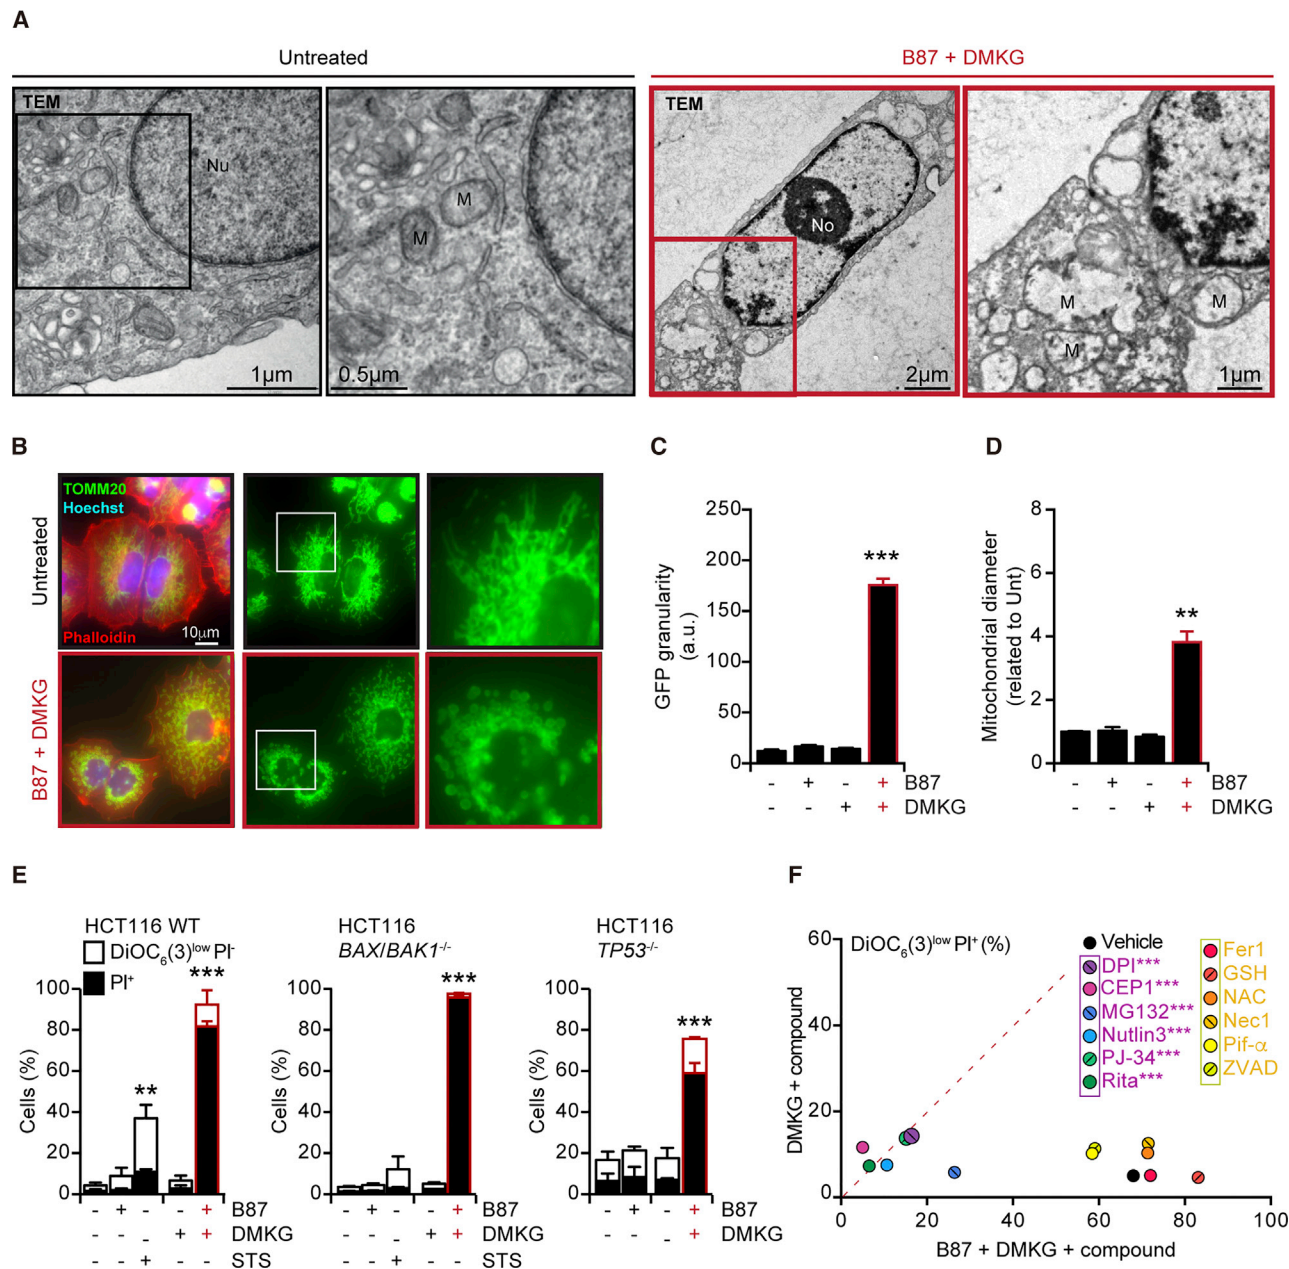 A
Untreated
B87 + DMKG
TEM
Nu
1µm
M
M
0.5µm
TEM
No
2µm
M
M
M
1µm
B
Untreated
TOMM20
Hoechst
Phalloidin
10µm
B87 + DMKG
C
GFP granularity
(a.u.)
250
200
150
100
50
0
***
- + - + B87
- - + + DMKG
D
Mitochondrial diameter
(related to Unt)
8
6
4
2
0
**
- + - + B87
- - + + DMKG
E
HCT116 WT
DiOC6(3)low PI-
PI+
Cells (%)
100
80
60
40
20
0
**
***
- + - - + B87
- - - + + DMKG
- - + - - STS
HCT116
BAX/BAK1-/-
Cells (%)
100
80
60
40
20
0
***
- + - - + B87
- - - + + DMKG
- - + - - STS
HCT116
TP53-/-
Cells (%)
100
80
60
40
20
0
***
- + - + B87
- - - + DMKG
F
DiOC6(3)low PI+ (%)
DMKG + compound
60
40
20
0
0 20 40 60 80 100
B87 + DMKG + compound
Vehicle
DPI***
CEP1***
MG132***
Nutlin3***
PJ-34***
Rita***
Fer1
GSH
NAC
Nec1
Pif-α
ZVAD